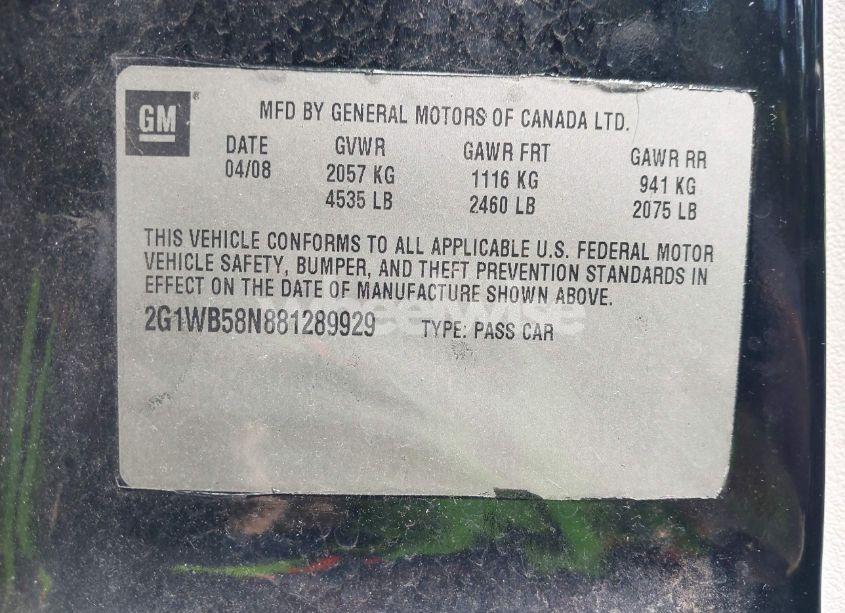 GM
MFD BY GENERAL MOTORS OF CANADA LTD.
DATE GVWR GAWR FRT GAWR RR
04/08 2057 KG 1116 KG 941 KG
4535 LB 2460 LB 2075 LB
THIS VEHICLE CONFORMS TO ALL APPLICABLE U.S. FEDERAL MOTOR
VEHICLE SAFETY, BUMPER, AND THEFT PREVENTION STANDARDS IN
EFFECT ON THE DATE OF MANUFACTURE SHOWN ABOVE.
2G1WB58N881289929 TYPE: PASS CAR